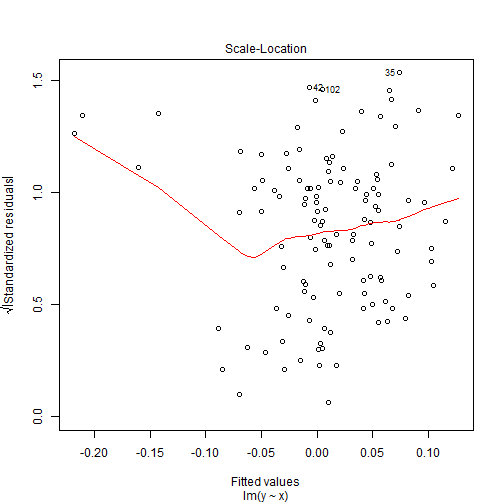 Scale-Location
√|Standardized residuals|
1.5
1.0
0.5
0.0
42
102
35
-0.20 -0.15 -0.10 -0.05 0.00 0.05 0.10
Fitted values
lm(y ~ x)